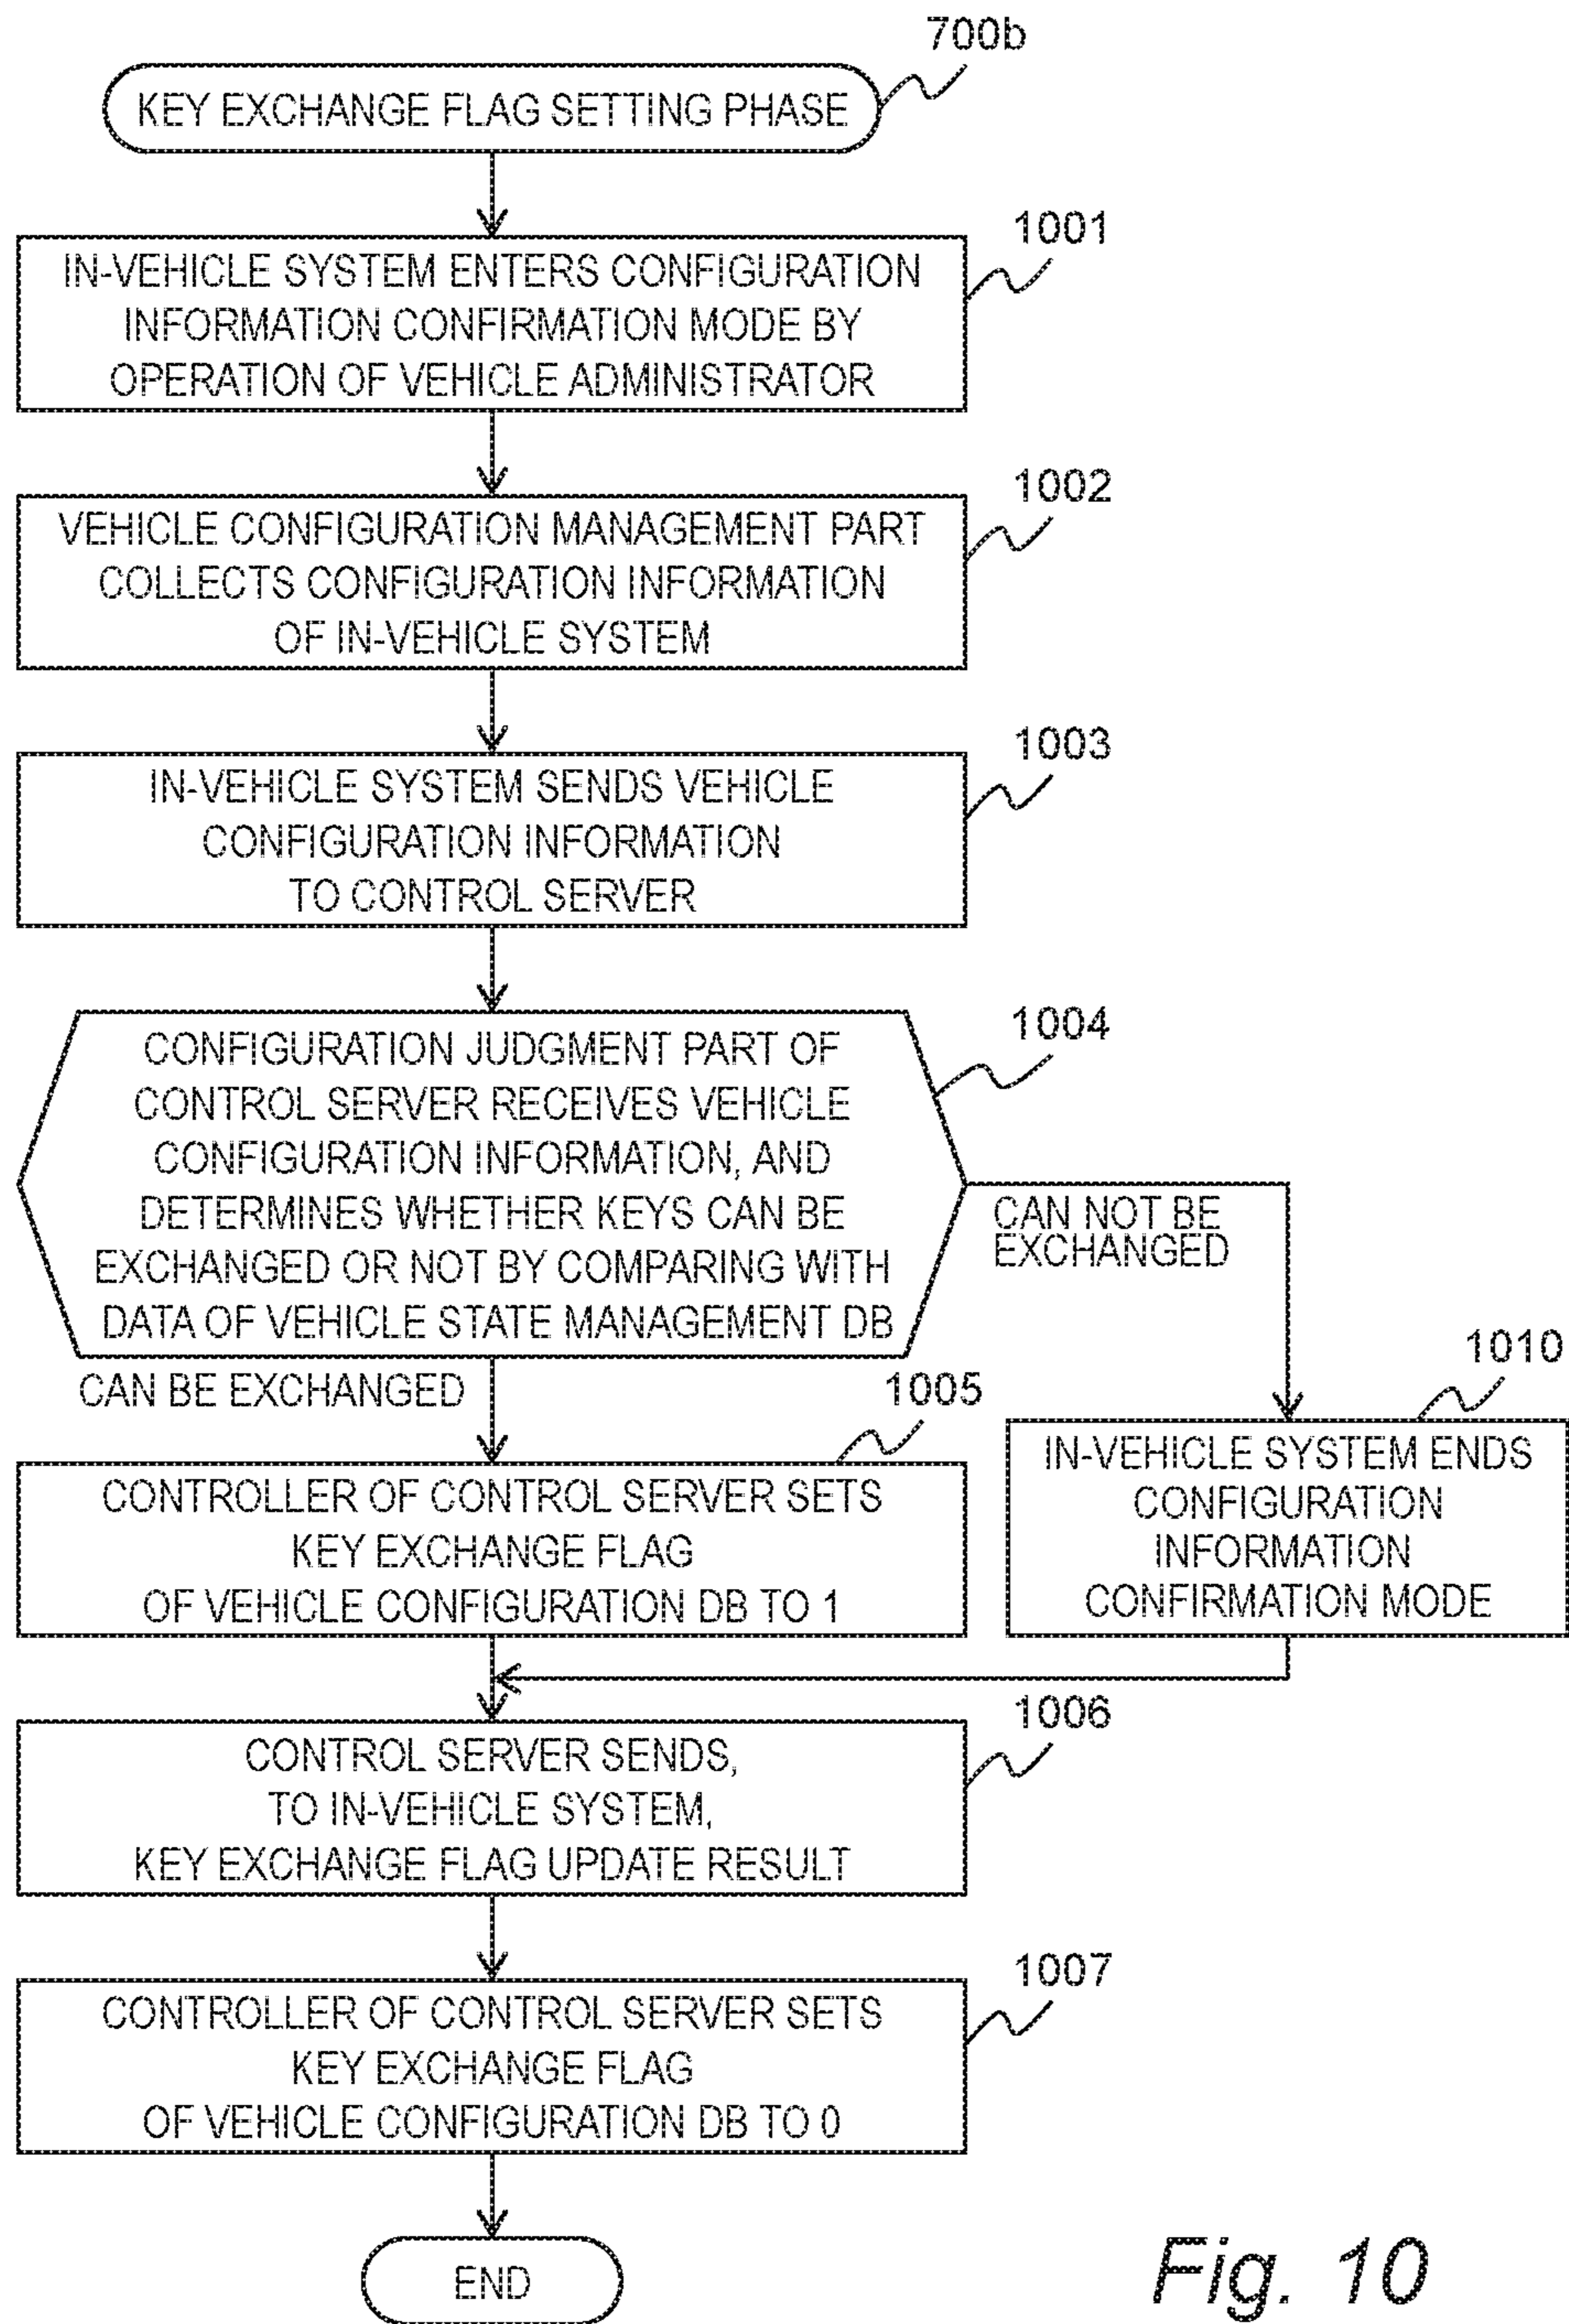 700b
KEY EXCHANGE FLAG SETTING PHASE
1001
IN-VEHICLE SYSTEM ENTERS CONFIGURATION
INFORMATION CONFIRMATION MODE BY
OPERATION OF VEHICLE ADMINISTRATOR
1002
VEHICLE CONFIGURATION MANAGEMENT PART
COLLECTS CONFIGURATION INFORMATION
OF IN-VEHICLE SYSTEM
1003
IN-VEHICLE SYSTEM SENDS VEHICLE
CONFIGURATION INFORMATION
TO CONTROL SERVER
1004
CONFIGURATION JUDGMENT PART OF
CONTROL SERVER RECEIVES VEHICLE
CONFIGURATION INFORMATION, AND
DETERMINES WHETHER KEYS CAN BE
EXCHANGED OR NOT BY COMPARING WITH
DATA OF VEHICLE STATE MANAGEMENT DB
CAN NOT BE
EXCHANGED
CAN BE EXCHANGED
1005
CONTROLLER OF CONTROL SERVER SETS
KEY EXCHANGE FLAG
OF VEHICLE CONFIGURATION DB TO 1
1010
IN-VEHICLE SYSTEM ENDS
CONFIGURATION
INFORMATION
CONFIRMATION MODE
1006
CONTROL SERVER SENDS,
TO IN-VEHICLE SYSTEM,
KEY EXCHANGE FLAG UPDATE RESULT
1007
CONTROLLER OF CONTROL SERVER SETS
KEY EXCHANGE FLAG
OF VEHICLE CONFIGURATION DB TO 0
END
Fig. 10